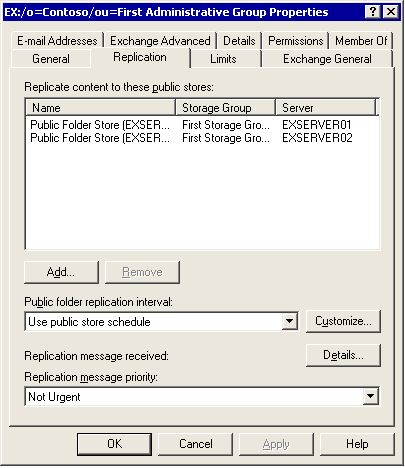 EX:/o=Contoso/ou=First Administrative Group Properties
E-mail Addresses Exchange Advanced Details Permissions Member Of
General Replication Limits Exchange General
Replicate content to these public stores:
Name Storage Group Server
Public Folder Store (EXSER... First Storage Gro... EXSERVER01
Public Folder Store (EXSER... First Storage Gro... EXSERVER02
Add... Remove
Public folder replication interval:
Use public store schedule Customize...
Replication message received: Details...
Replication message priority:
Not Urgent
OK Cancel Apply Help